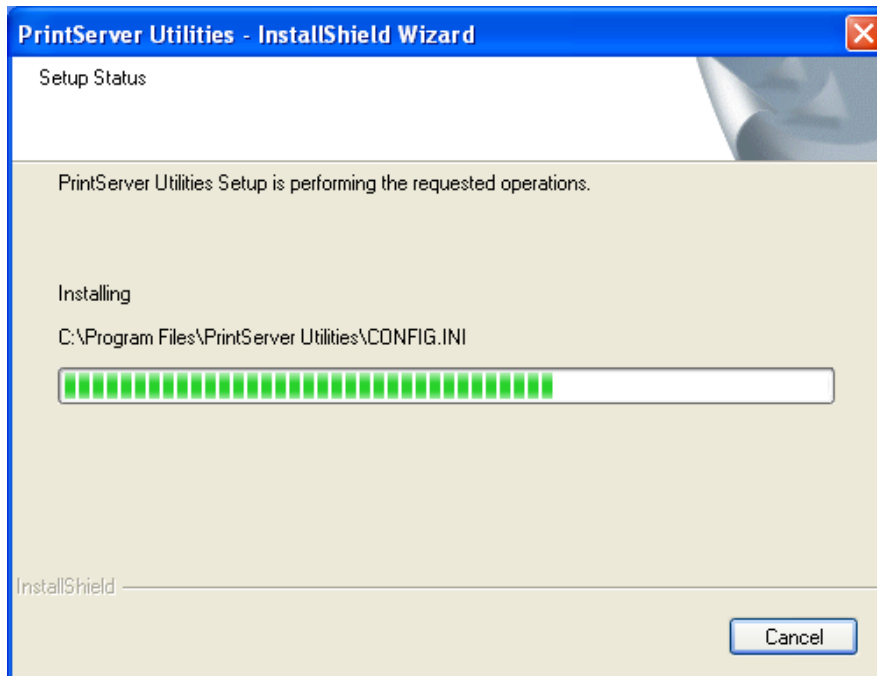 PrintServer Utilities - InstallShield Wizard
Setup Status
PrintServer Utilities Setup is performing the requested operations.
Installing
C:\Program Files\PrintServer Utilities\CONFIG.INI
InstallShield
Cancel